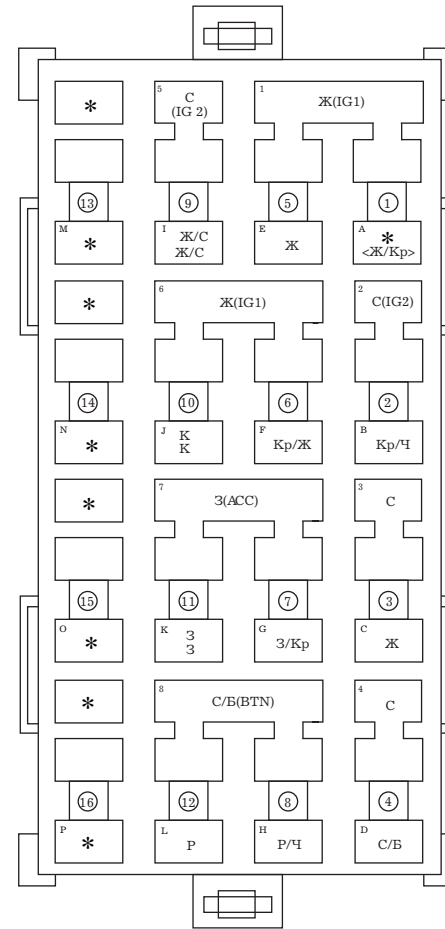 5 1
* С Ж(IG1)
(IG 2)
13 9 5 1
M I E A
* Ж/С Ж *
Ж/С <Ж/Кр>
6 2
* Ж(IG1) С(IG2)
14 10 6 2
N J F B
* К Кр/Ж Кр/Ч
К
7 3
* З(ACC) С
15 11 7 3
O K G C
* З З/Кр Ж
З
8 4
* С/Б(BTN) С
16 12 8 4
P L H D
* Р Р/Ч С/Б